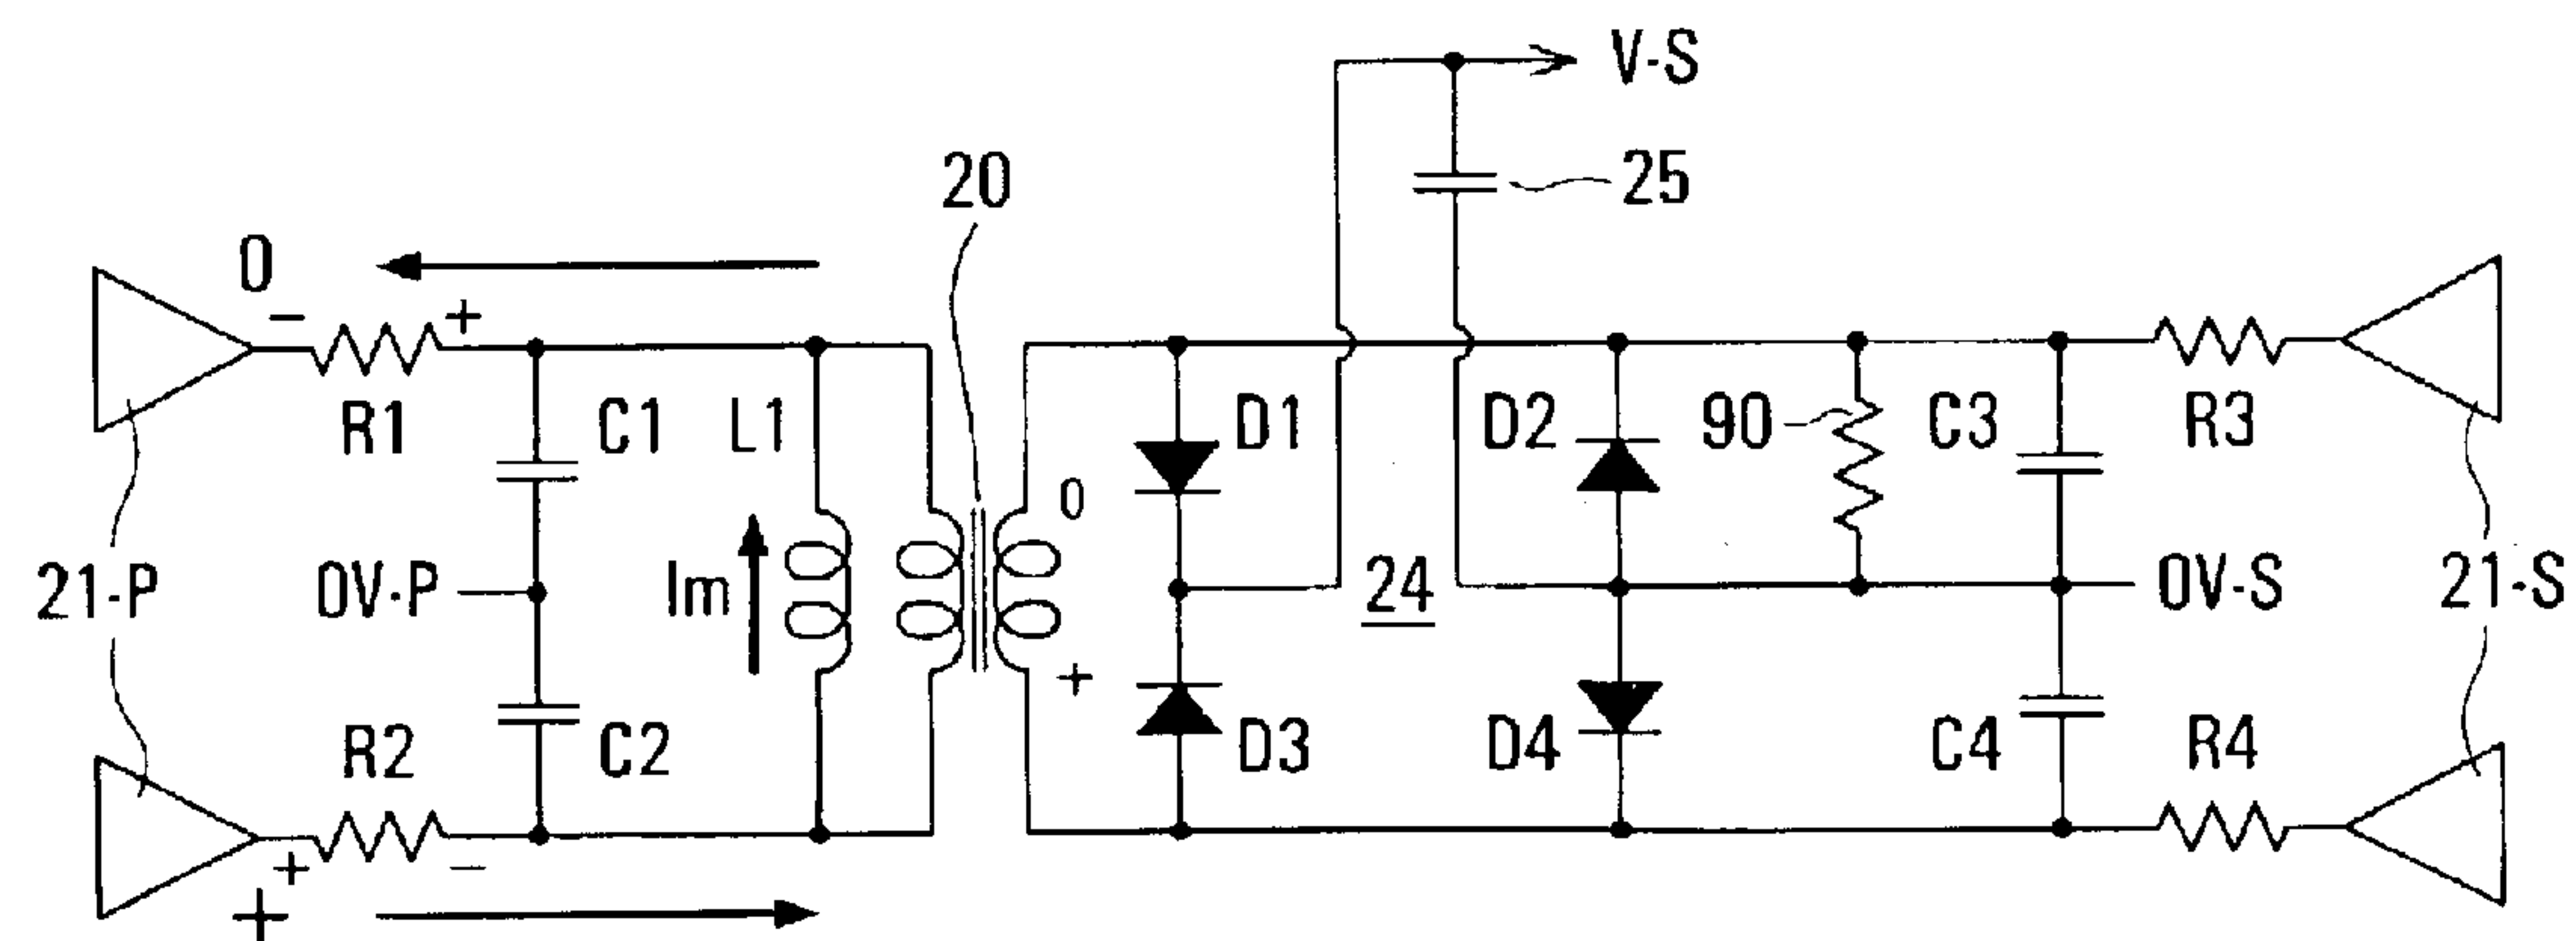 V-S
25
20
0
− +
R1
C1
L1
D1
D2
90
C3
R3
0
21-P
0V-P
Im
24
0V-S
21-S
+
R2
C2
D3
D4
C4
R4
+ −
+